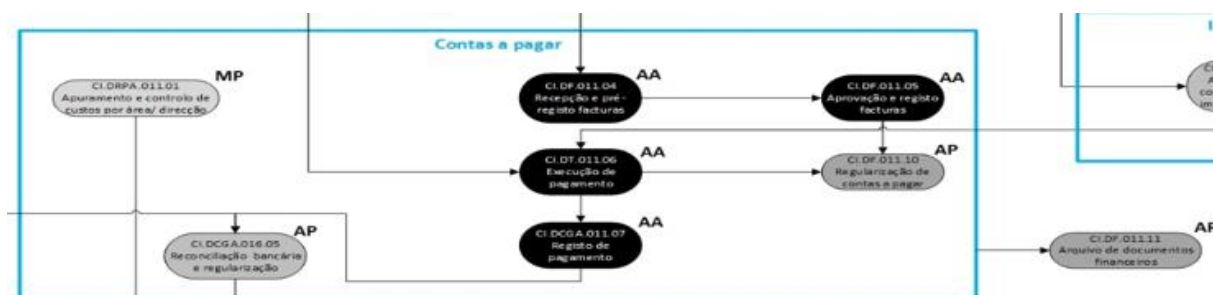 Contas a pagar
MP
CI.DRPA.011.01
Apuramento e controlo de
custos por área/ direcção
AA
CI.DF.011.04
Recepção e pré-
registo facturas
AA
CI.DF.011.05
Aprovação e registo
facturas
AA
CI.DT.011.06
Execução de
pagamento
AP
CI.DF.011.10
Regularização de
contas a pagar
AP
CI.DCGA.016.05
Reconciliação bancária
e regularização
AA
CI.DCGA.011.07
Registo de
pagamento
CI.DF.011.11
Arquivo de documentos
financeiros